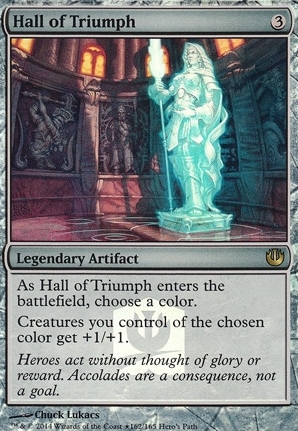 Hall of Triumph 3
Legendary Artifact
As Hall of Triumph enters the
battlefield, choose a color.
Creatures you control of the chosen
color get +1/+1.
Heroes act without thought of glory or
reward. Accolades are a consequence, not
a goal.
Chuck Lukacs
™ & © 2014 Wizards of the Coast ★162/165 Hero's Path